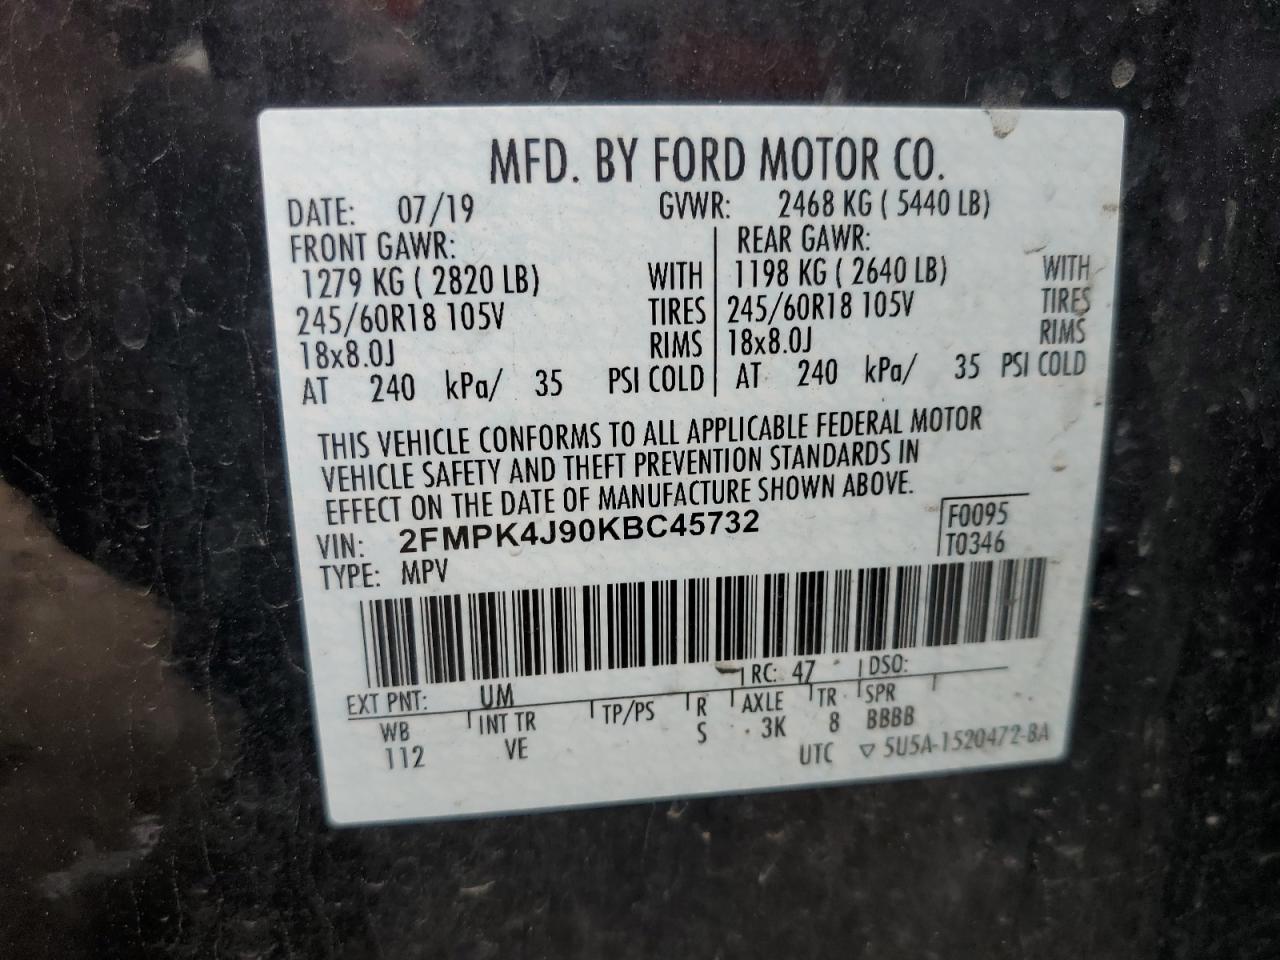 MFD. BY FORD MOTOR CO.
DATE: 07/19 GVWR: 2468 KG ( 5440 LB)
FRONT GAWR: REAR GAWR:
1279 KG ( 2820 LB) WITH 1198 KG ( 2640 LB) WITH
245/60R18 105V TIRES 245/60R18 105V TIRES
18x8.0J RIMS 18x8.0J RIMS
AT 240 kPa/ 35 PSI COLD AT 240 kPa/ 35 PSI COLD
THIS VEHICLE CONFORMS TO ALL APPLICABLE FEDERAL MOTOR
VEHICLE SAFETY AND THEFT PREVENTION STANDARDS IN
EFFECT ON THE DATE OF MANUFACTURE SHOWN ABOVE.
VIN: 2FMPK4J90KBC45732 F0095
TYPE: MPV T0346
EXT PNT: UM RC: 47 DSO:
WB INT TR TP/PS R AXLE TR SPR
112 VE S 3K 8 BBBB
UTC ▽ 5U5A-1520472-BA